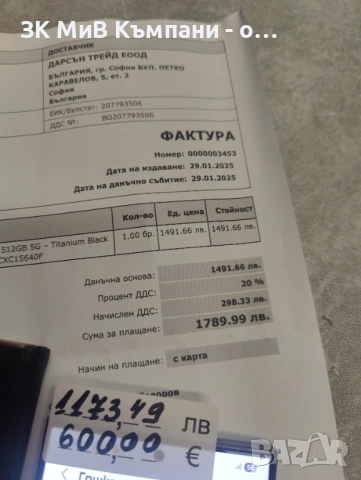 ЗК МиВ Комерс - о...
ДОСТАВЧИК
ДАРСЪН ТРЕЙД ЕООД
БЪЛГАРИЯ, гр. София БУЛ. ПЕТКО
КАРАВЕЛОВ 5, ет. 2
София
България
ЕИК/Булстат: 207793506
ДДС №: BG207793506
ФАКТУРА
Номер: 0000003453
Дата на издаване: 29.01.2025
Дата на данъчно събитие: 29.01.2025
Кол-во Ед. цена Стойност
512GB 5G – Titanium Black 1.00 бр. 1491.66 лв. 1491.66 лв.
CXC15640F
Данъчна основа: 1491.66 лв.
Процент ДДС: 20 %
Начислен ДДС: 298.33 лв.
Сума за плащане: 1789.99 лв.
Начин на плащане: с карта
1173,49 ЛВ
600,00 €
bazar